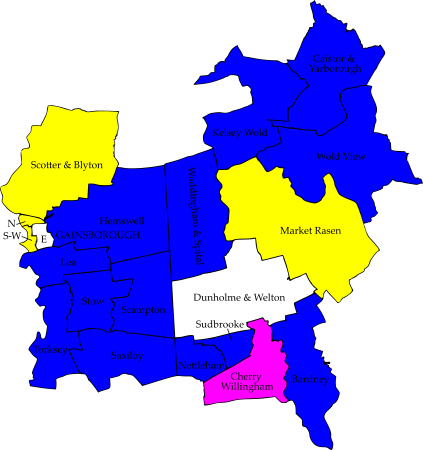 Caistor &
Yarborough
Kelsey Wold
Wold View
Scotter & Blyton
Waddingham & Spital
Hemswell
N
S-W
E
GAINSBOROUGH
Market Rasen
Lea
Dunholme & Welton
Stow
Scampton
Sudbrooke
Torksey
Saxilby
Nettleham
Cherry
Willingham
Bardney